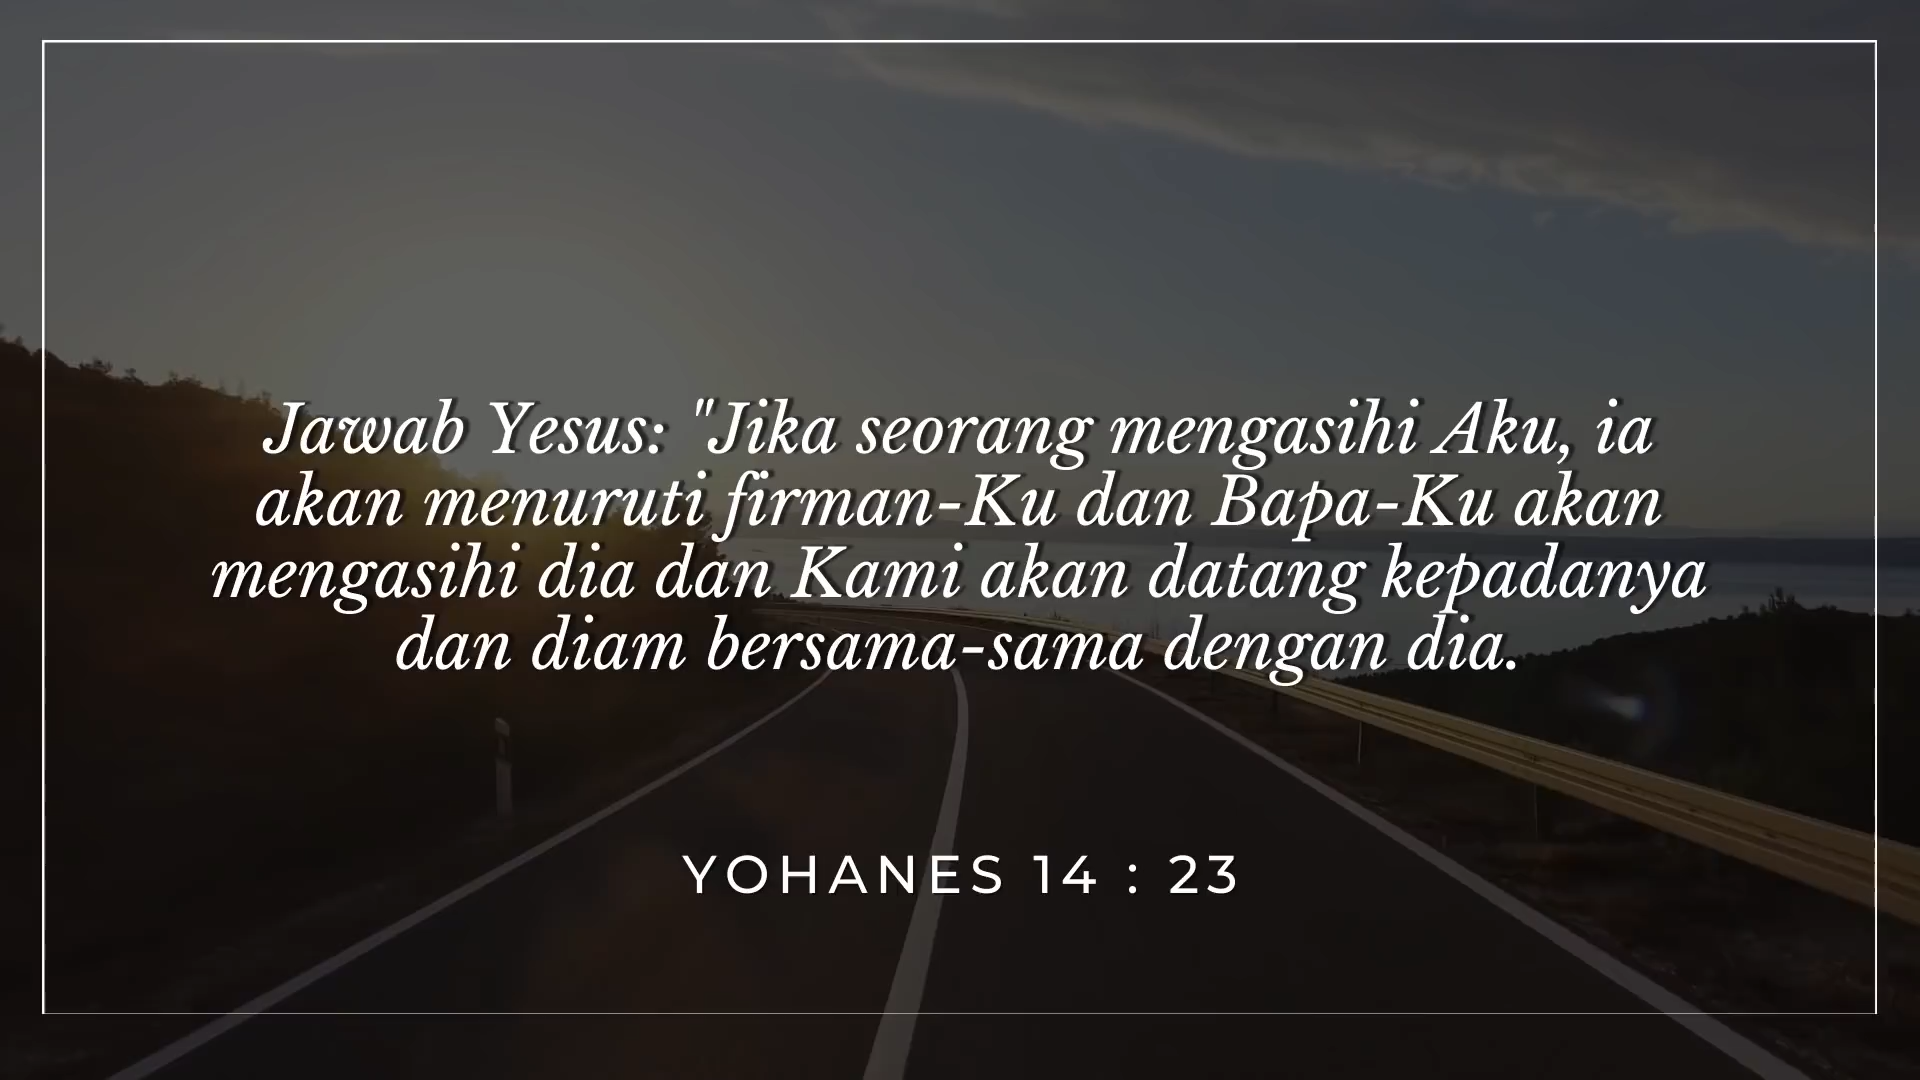 Jawab Yesus: "Jika seorang mengasihi Aku, ia
akan menuruti firman-Ku dan Bapa-Ku akan
mengasihi dia dan Kami akan datang kepadanya
dan diam bersama-sama dengan dia.
YOHANES 14 : 23